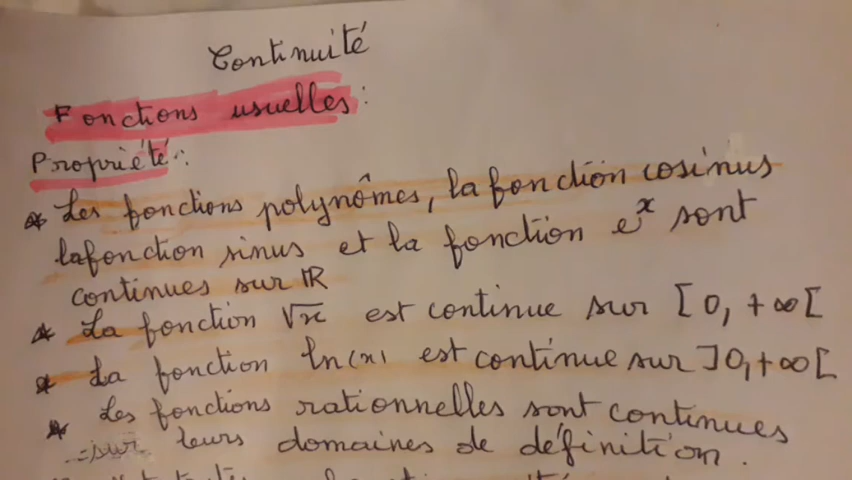 Continuité
Fonctions usuelles :
Propriété :
* Les fonctions polynômes, la fonction cosinus
la fonction sinus et la fonction eˣ sont
continues sur ℝ
* La fonction √x est continue sur [0, +∞[
* La fonction ln(x) est continue sur ]0, +∞[
* Les fonctions rationnelles sont continues
sur leurs domaines de définition.